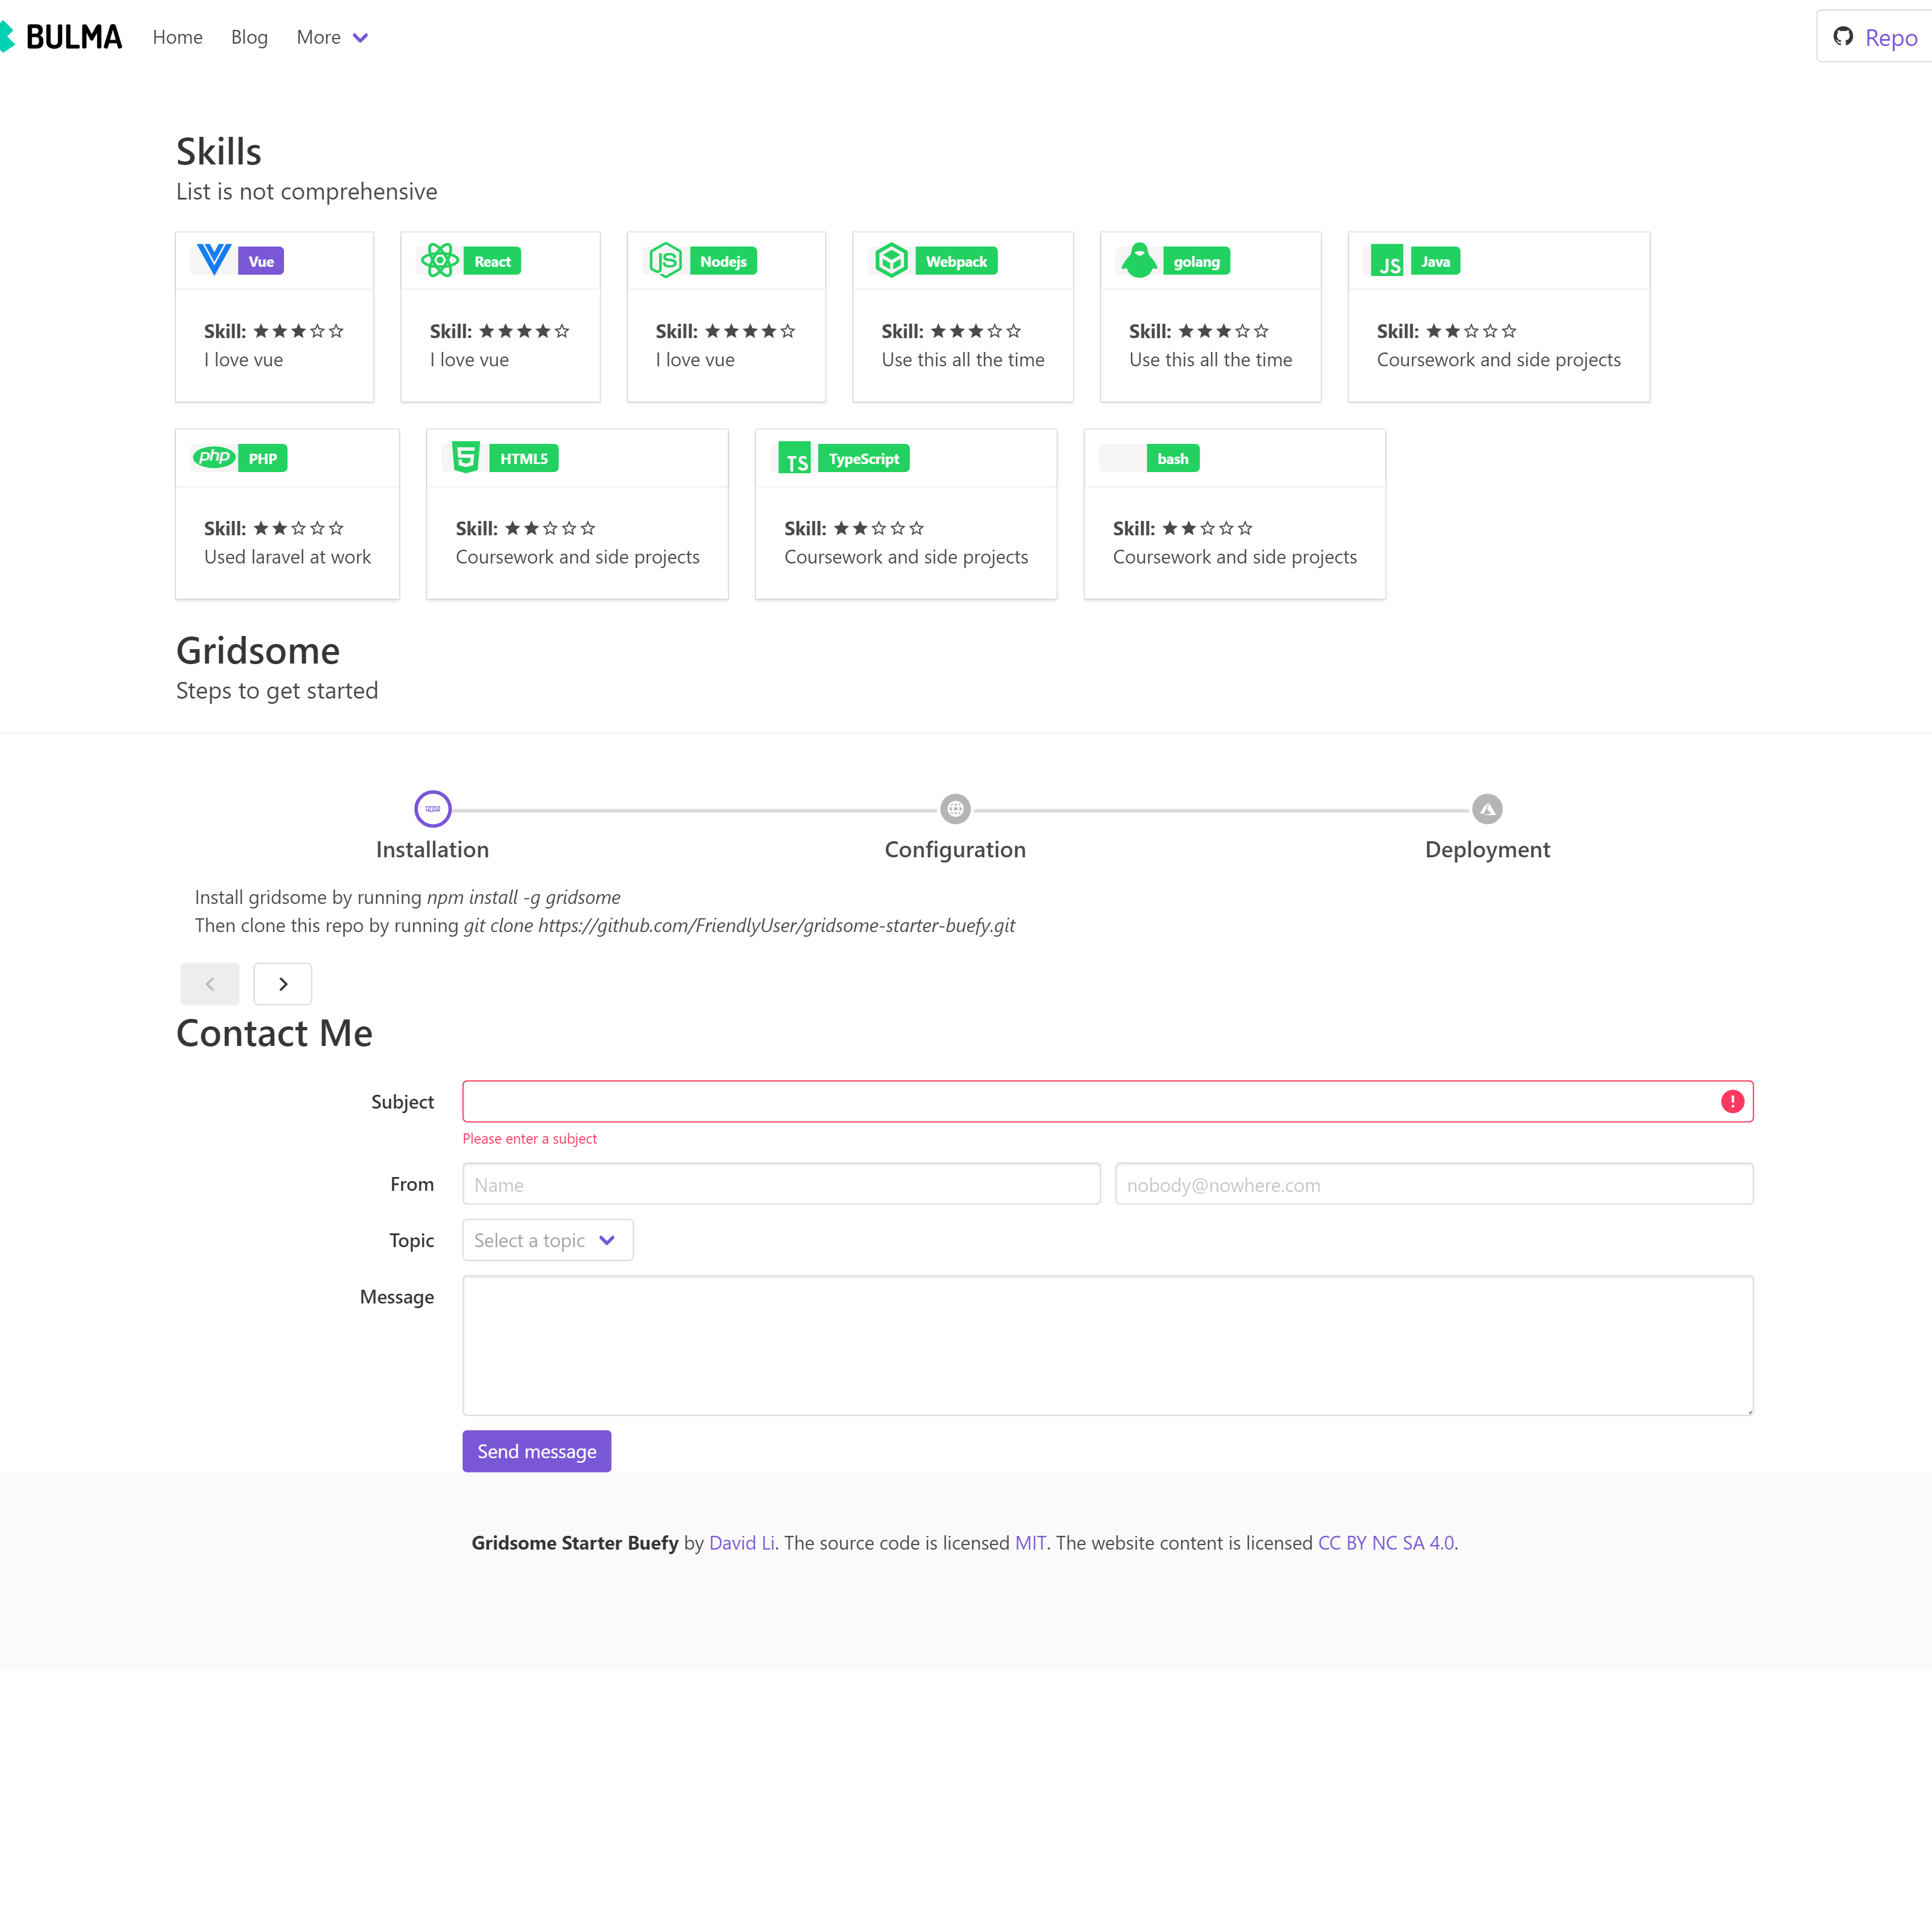 BULMA Home Blog More Repo
Skills
List is not comprehensive
Vue React JS Nodejs Webpack golang JS Java
Skill: Skill: Skill: Skill: Skill: Skill:
I love vue I love vue I love vue Use this all the time Use this all the time Coursework and side projects
php PHP 5 HTML5 TS TypeScript bash
Skill: Skill: Skill: Skill:
Used laravel at work Coursework and side projects Coursework and side projects Coursework and side projects
Gridsome
Steps to get started
Installation Configuration Deployment
Install gridsome by running npm install -g gridsome
Then clone this repo by running git clone https://github.com/FriendlyUser/gridsome-starter-buefy.git
Contact Me
Subject
Please enter a subject
From Name nobody@nowhere.com
Topic Select a topic
Message
Send message
Gridsome Starter Buefy by David Li. The source code is licensed MIT. The website content is licensed CC BY NC SA 4.0.